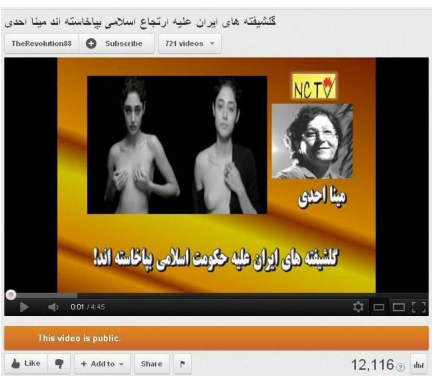 گلشیفته های ایران علیه ارتجاع اسلامی بپاخاسته اند مینا احدی
TheRevolution88 Subscribe 721 videos
NCTV
مینا احدی
گلشیفته های ایران علیه حکومت اسلامی بپاخاسته اند!
0:01 / 4:45
This video is public.
Like Add to Share 12,116